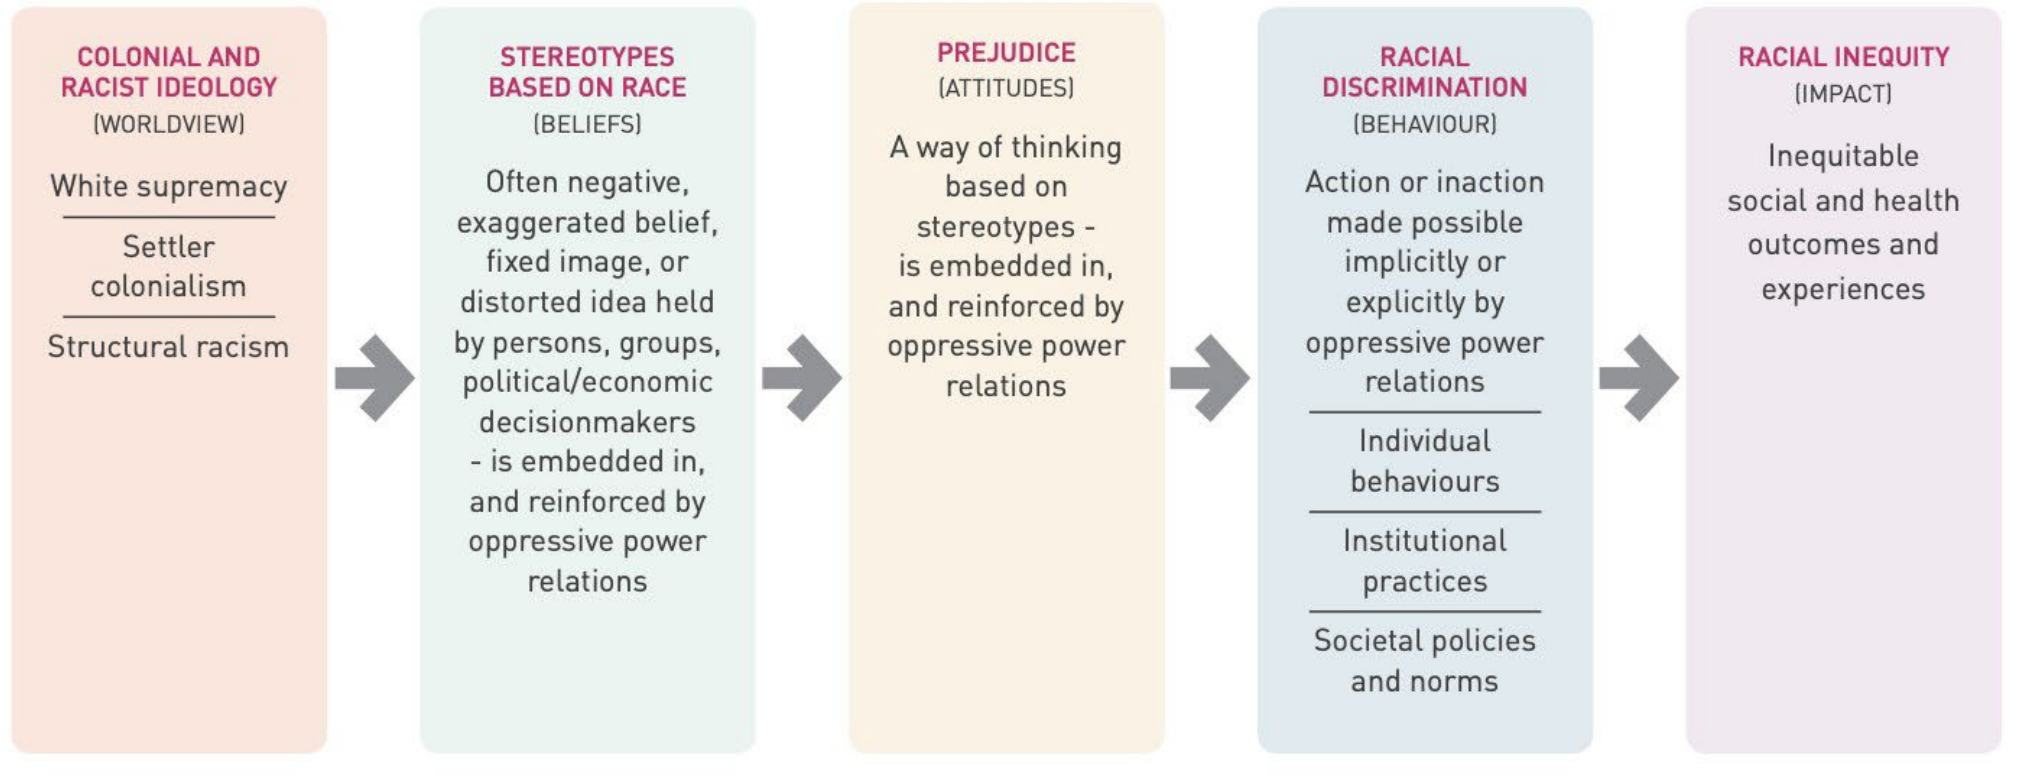 COLONIAL AND
RACIST IDEOLOGY
(WORLDVIEW)
White supremacy
Settler
colonialism
Structural racism
STEREOTYPES
BASED ON RACE
(BELIEFS)
Often negative,
exaggerated belief,
fixed image, or
distorted idea held
by persons, groups,
political/economic
decisionmakers
- is embedded in,
and reinforced by
oppressive power
relations
PREJUDICE
(ATTITUDES)
A way of thinking
based on
stereotypes -
is embedded in,
and reinforced by
oppressive power
relations
RACIAL
DISCRIMINATION
(BEHAVIOUR)
Action or inaction
made possible
implicitly or
explicitly by
oppressive power
relations
Individual
behaviours
Institutional
practices
Societal policies
and norms
RACIAL INEQUITY
(IMPACT)
Inequitable
social and health
outcomes and
experiences